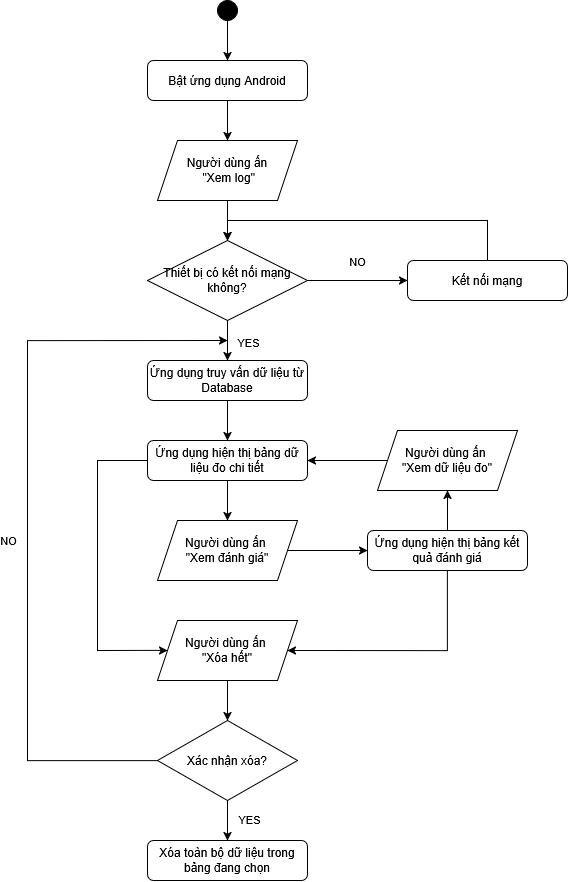 Bật ứng dụng Android
Người dùng ấn
"Xem log"
Thiết bị có kết nối mạng
không?
NO
Kết nối mạng
YES
Ứng dụng truy vấn dữ liệu từ
Database
Ứng dụng hiện thị bảng dữ
liệu đo chi tiết
Người dùng ấn
"Xem dữ liệu đo"
NO
Người dùng ấn
"Xem đánh giá"
Ứng dụng hiện thị bảng kết
quả đánh giá
Người dùng ấn
"Xóa hết"
Xác nhận xóa?
YES
Xóa toàn bộ dữ liệu trong
bảng đang chọn